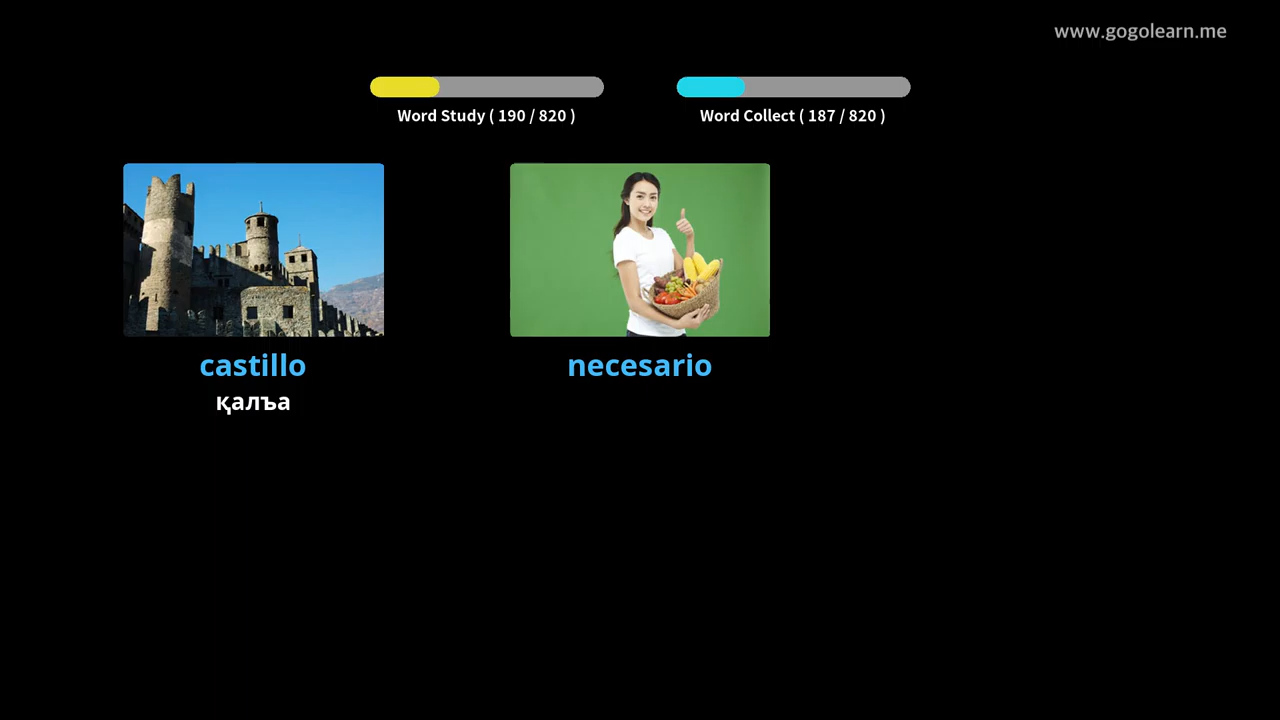 www.gogolearn.me
Word Study ( 190 / 820 )
Word Collect ( 187 / 820 )
castillo
қалъа
necesario